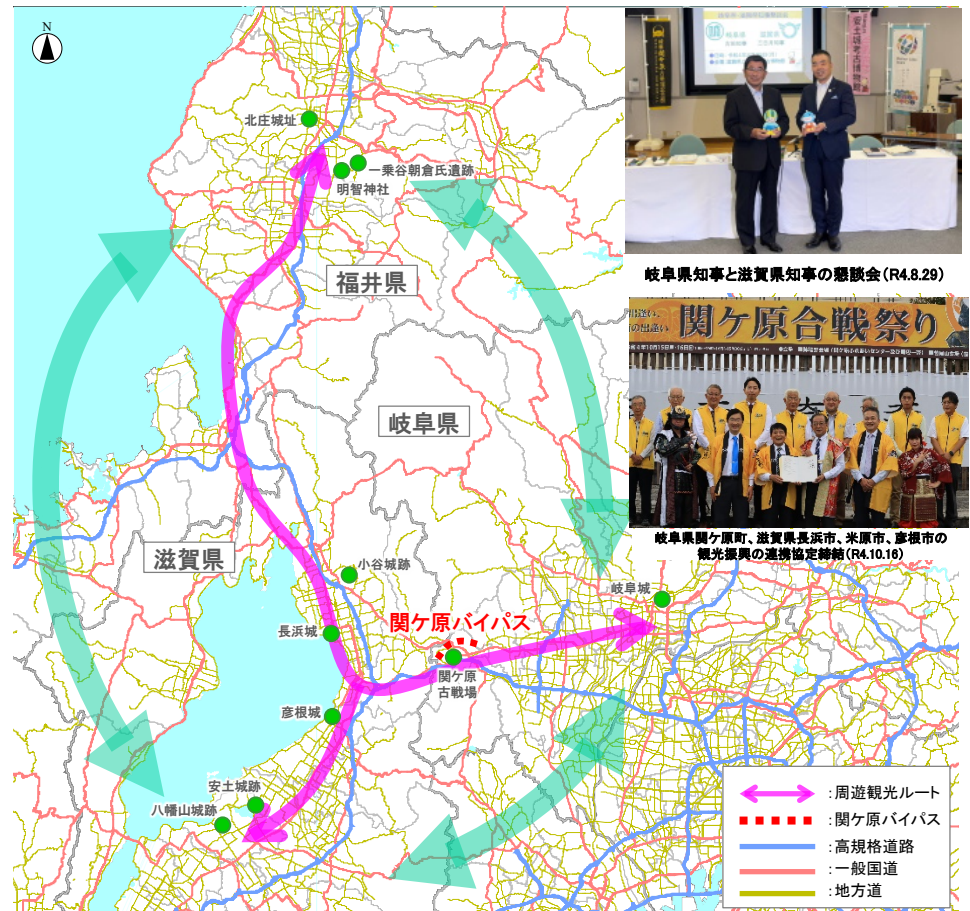 N
北庄城址
一乗谷朝倉氏遺跡
明智神社
福井県
岐阜県
滋賀県
小谷城跡
長浜城
関ケ原バイパス
岐阜城
関ケ原
古戦場
彦根城
安土城跡
八幡山城跡
岐阜県知事と滋賀県知事の懇談会(R4.8.29)
関ケ原合戦祭り
岐阜県関ケ原町、滋賀県長浜市、米原市、彦根市の
観光振興の連携協定締結(R4.10.16)
:周遊観光ルート
:関ケ原バイパス
:高規格道路
:一般国道
:地方道